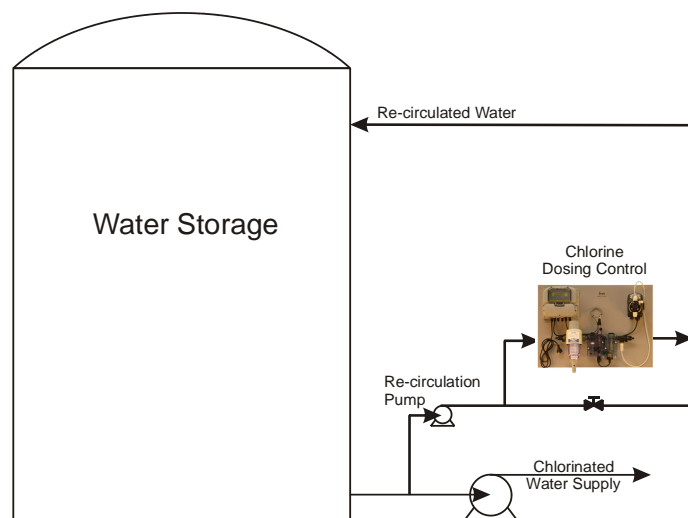 Re-circulated Water
Water Storage
Chlorine
Dosing Control
Re-circulation
Pump
Chlorinated
Water Supply